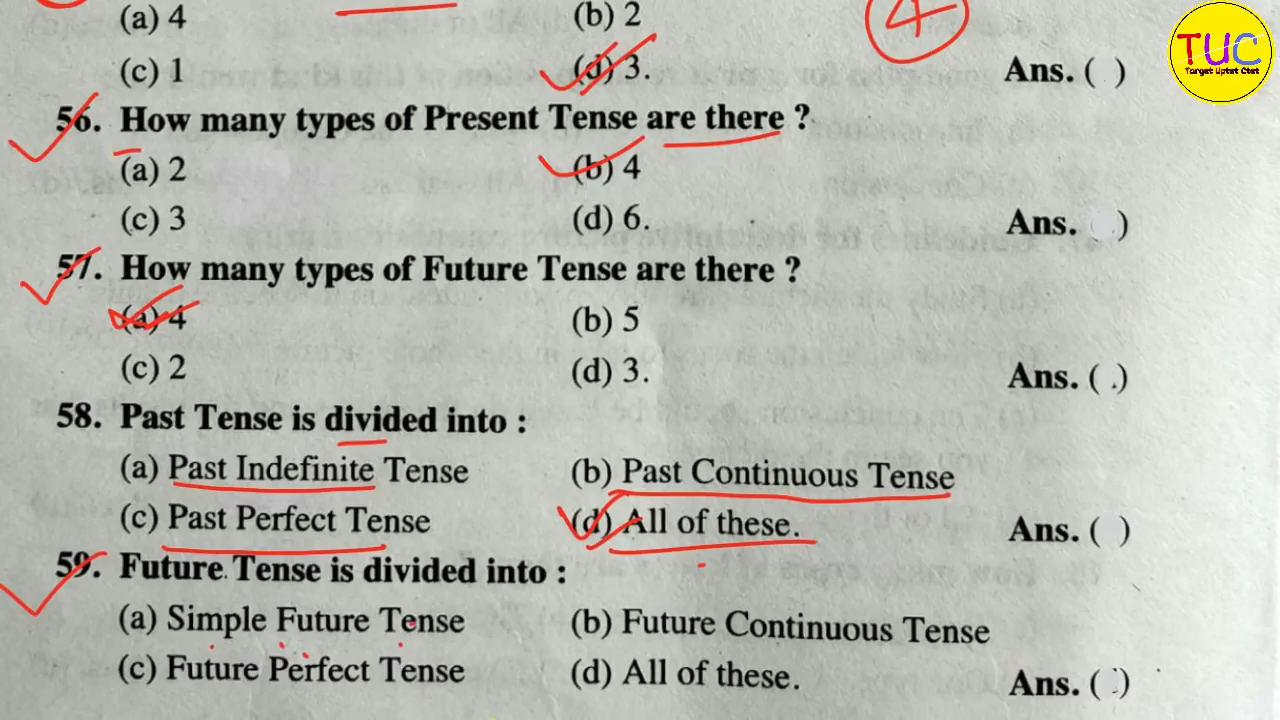 (a) 4 (b) 2 4
(c) 1 (d) 3. Ans. ( )
TUC
Target Uptet Ctet
56. How many types of Present Tense are there ?
(a) 2 (b) 4
(c) 3 (d) 6. Ans. )
57. How many types of Future Tense are there ?
(a) 4 (b) 5
(c) 2 (d) 3. Ans. ( )
58. Past Tense is divided into :
(a) Past Indefinite Tense (b) Past Continuous Tense
(c) Past Perfect Tense (d) All of these. Ans. ( )
59. Future Tense is divided into :
(a) Simple Future Tense (b) Future Continuous Tense
(c) Future Perfect Tense (d) All of these. Ans. ( )